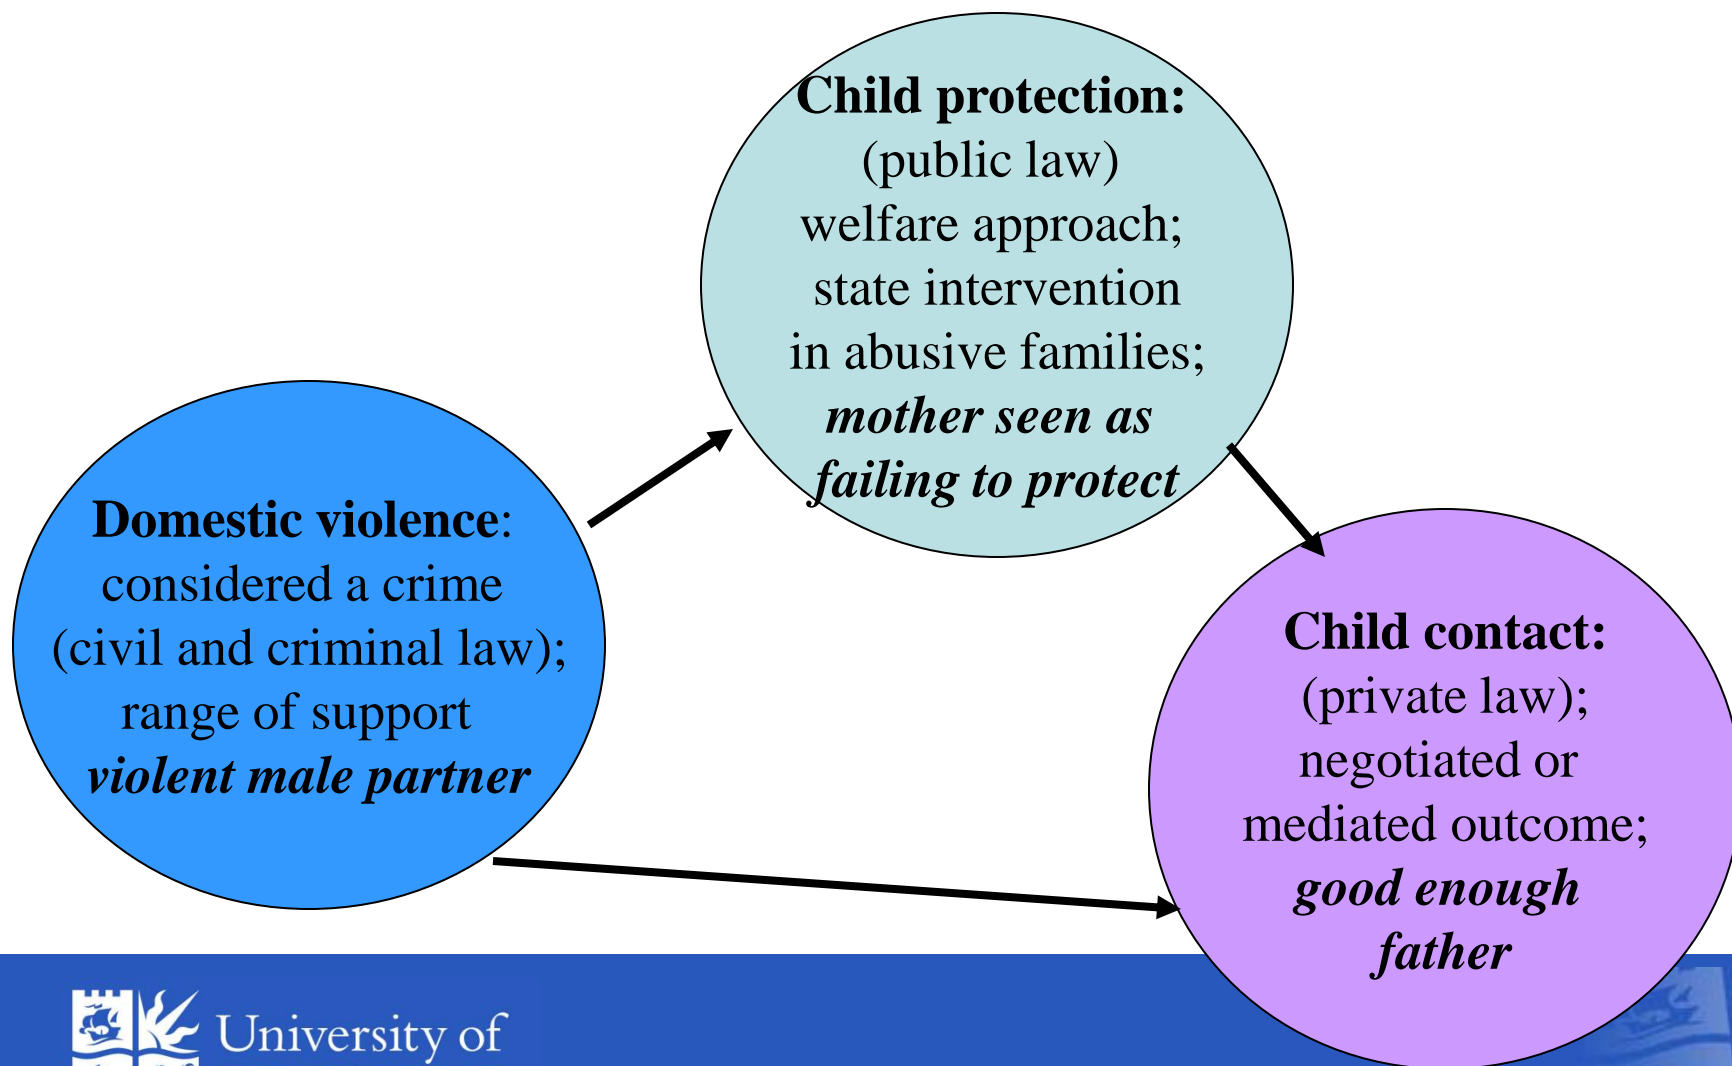 Child protection:
(public law)
welfare approach;
state intervention
in abusive families;
mother seen as
failing to protect
Domestic violence:
considered a crime
(civil and criminal law);
range of support
violent male partner
Child contact:
(private law);
negotiated or
mediated outcome;
good enough
father
University of